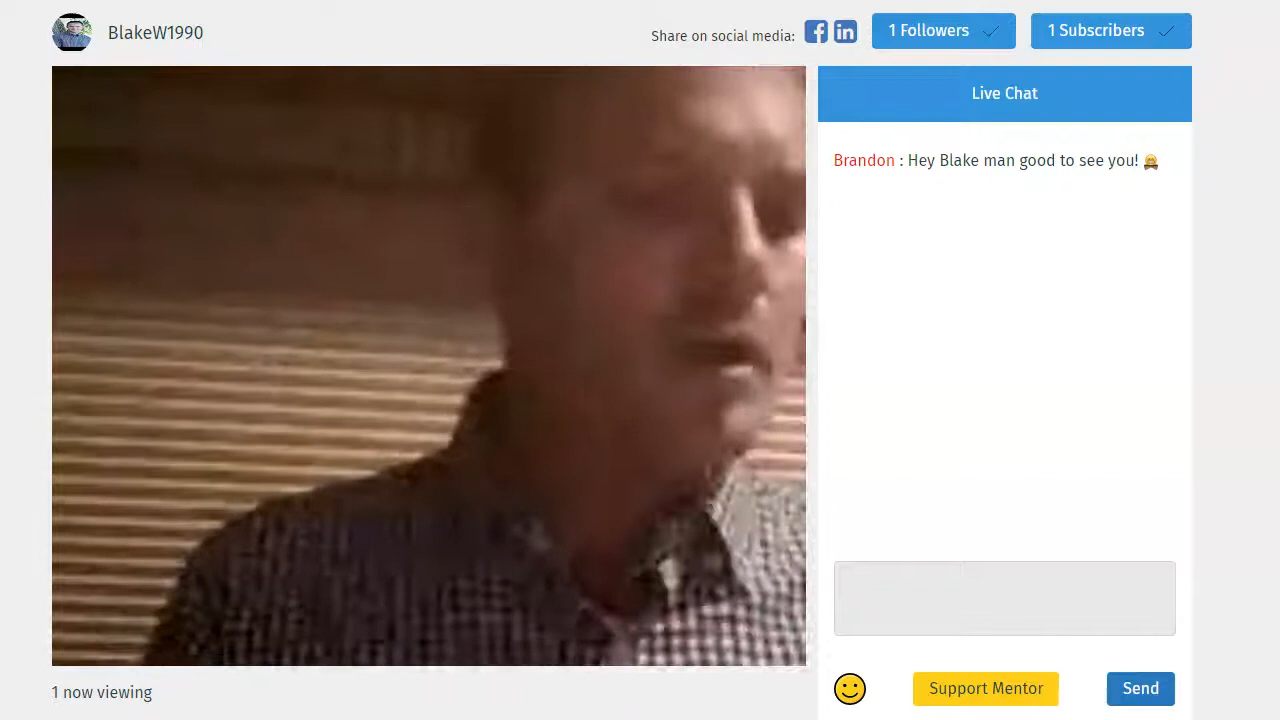 BlakeW1990
Share on social media:
1 Followers
1 Subscribers
Live Chat
Brandon : Hey Blake man good to see you!
1 now viewing
Support Mentor
Send